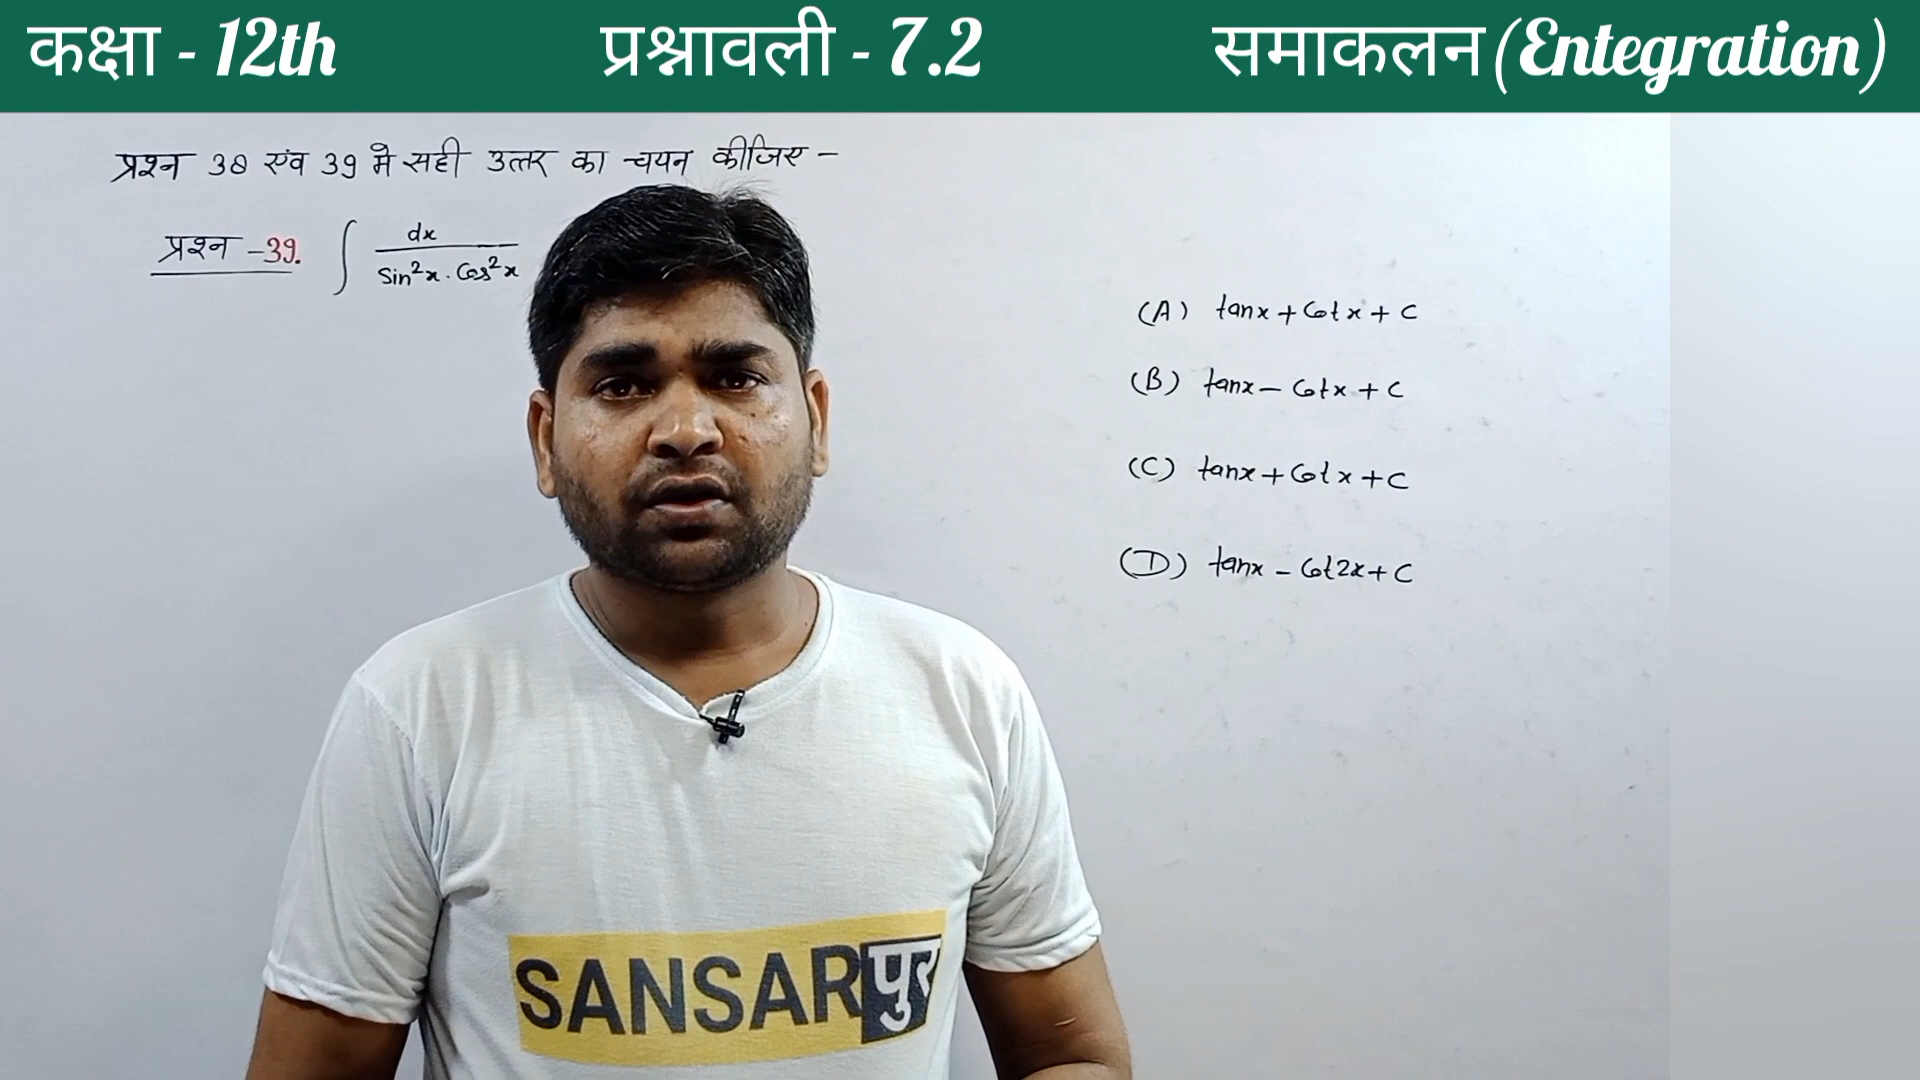 कक्षा - 12th प्रश्नावली - 7.2 समाकलन (Entegration)
प्रश्न 38 एंव 39 मे सही उत्तर का चयन कीजिए -
प्रश्न -39. ∫ dx / Sin²x . Cos²x
(A) tanx + Cotx + C
(B) tanx - Cotx + C
(C) tanx + Cotx + C
(D) tanx - Cot2x + C
SANSARपुर